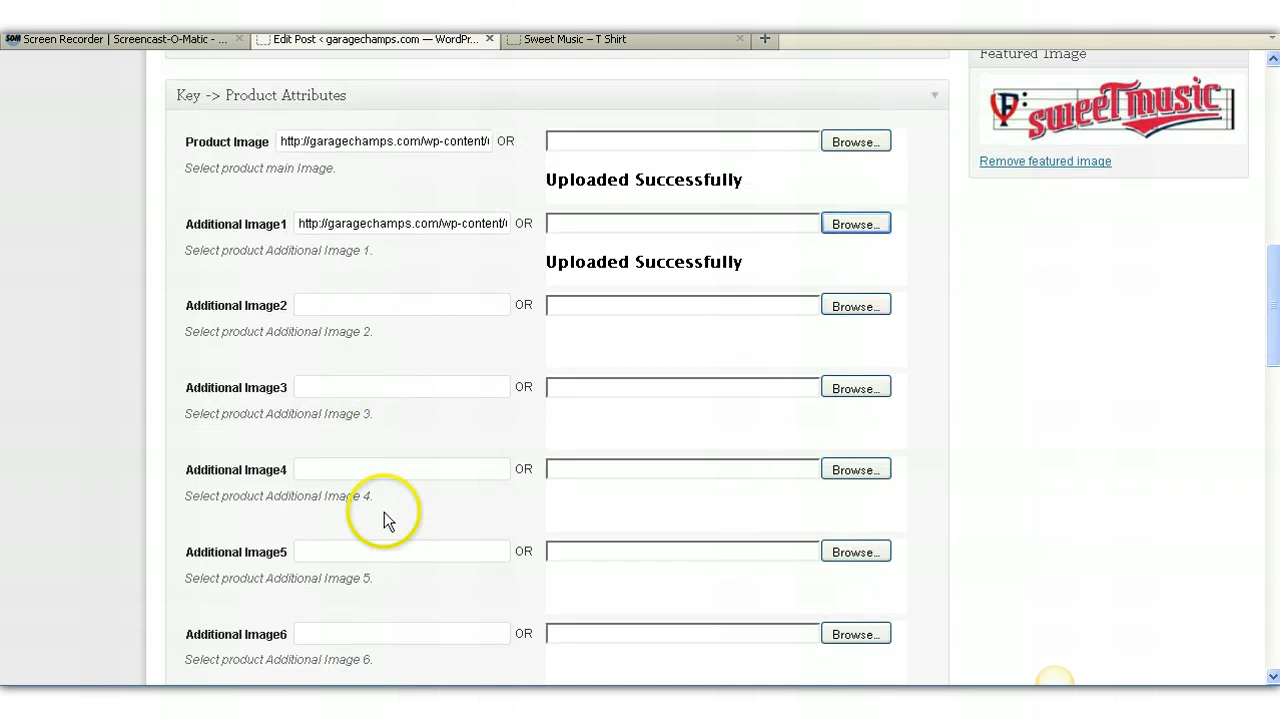 SOM Screen Recorder | Screencast-O-Matic - ... × Edit Post ‹ garagechamps.com — WordPr... × Sweet Music – T Shirt ×
Featured Image
Key -> Product Attributes
sweeTmusic
Product Image http://garagechamps.com/wp-content/ OR Browse...
Remove featured image
Select product main Image.
Uploaded Successfully
Additional Image1 http://garagechamps.com/wp-content/ OR Browse...
Select product Additional Image 1.
Uploaded Successfully
Additional Image2 OR Browse...
Select product Additional Image 2.
Additional Image3 OR Browse...
Select product Additional Image 3.
Additional Image4 OR Browse...
Select product Additional Image 4.
Additional Image5 OR Browse...
Select product Additional Image 5.
Additional Image6 OR Browse...
Select product Additional Image 6.